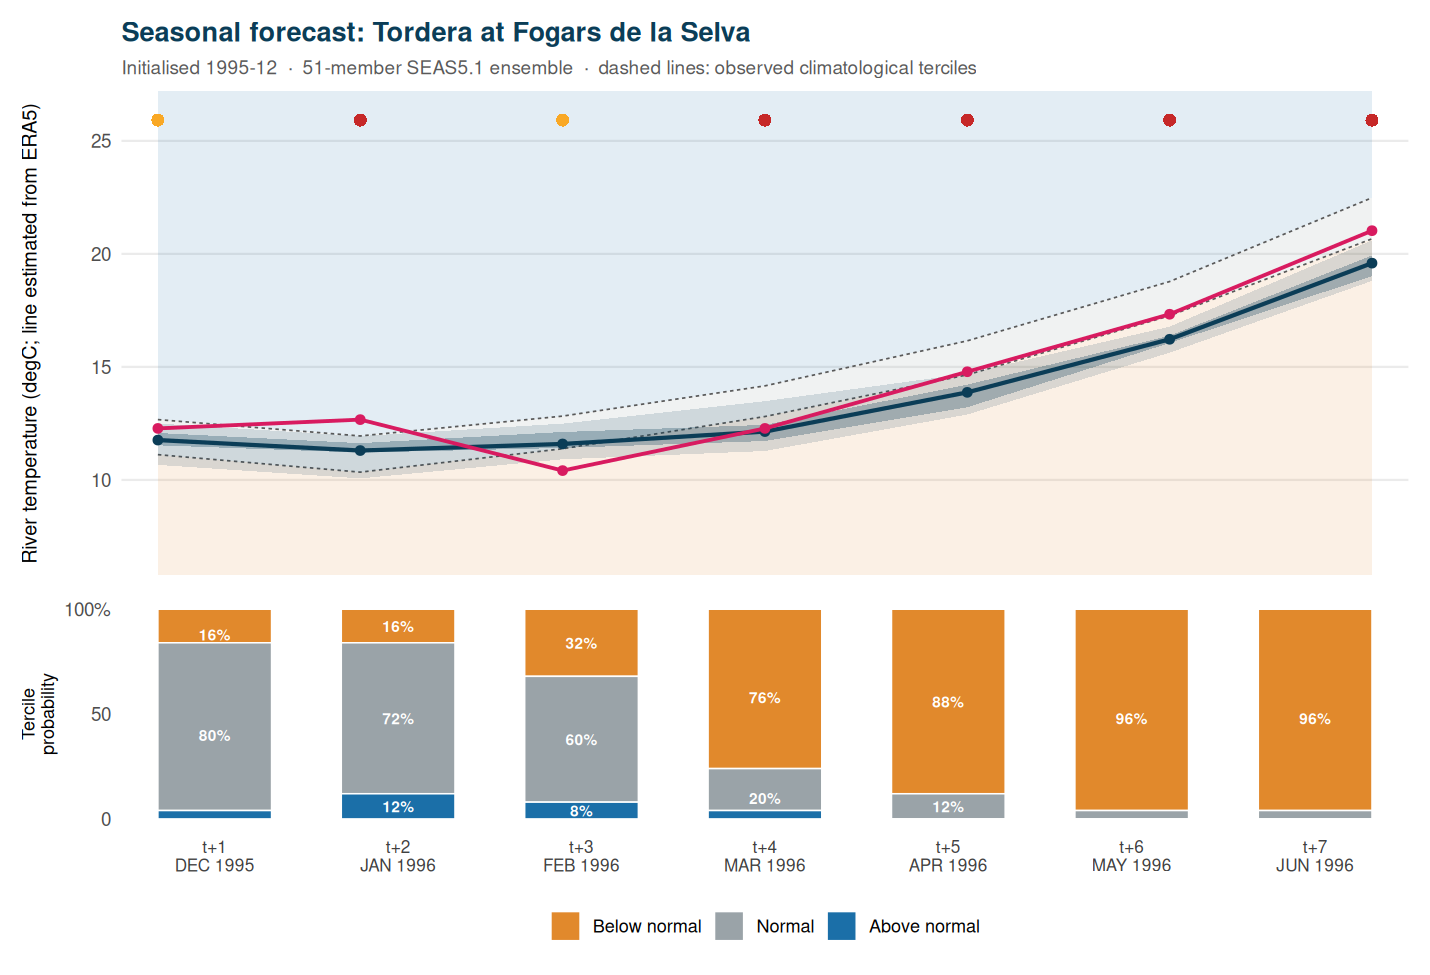 Seasonal forecast: Tordera at Fogars de la Selva
Initialised 1995-12 · 51-member SEAS5.1 ensemble · dashed lines: observed climatological terciles
River temperature (degC; line estimated from ERA5)
25
20
15
10
Tercile
probability
100%
50
0
16%
80%
16%
72%
12%
32%
60%
8%
76%
20%
88%
12%
96%
96%
t+1
DEC 1995
t+2
JAN 1996
t+3
FEB 1996
t+4
MAR 1996
t+5
APR 1996
t+6
MAY 1996
t+7
JUN 1996
Below normal
Normal
Above normal